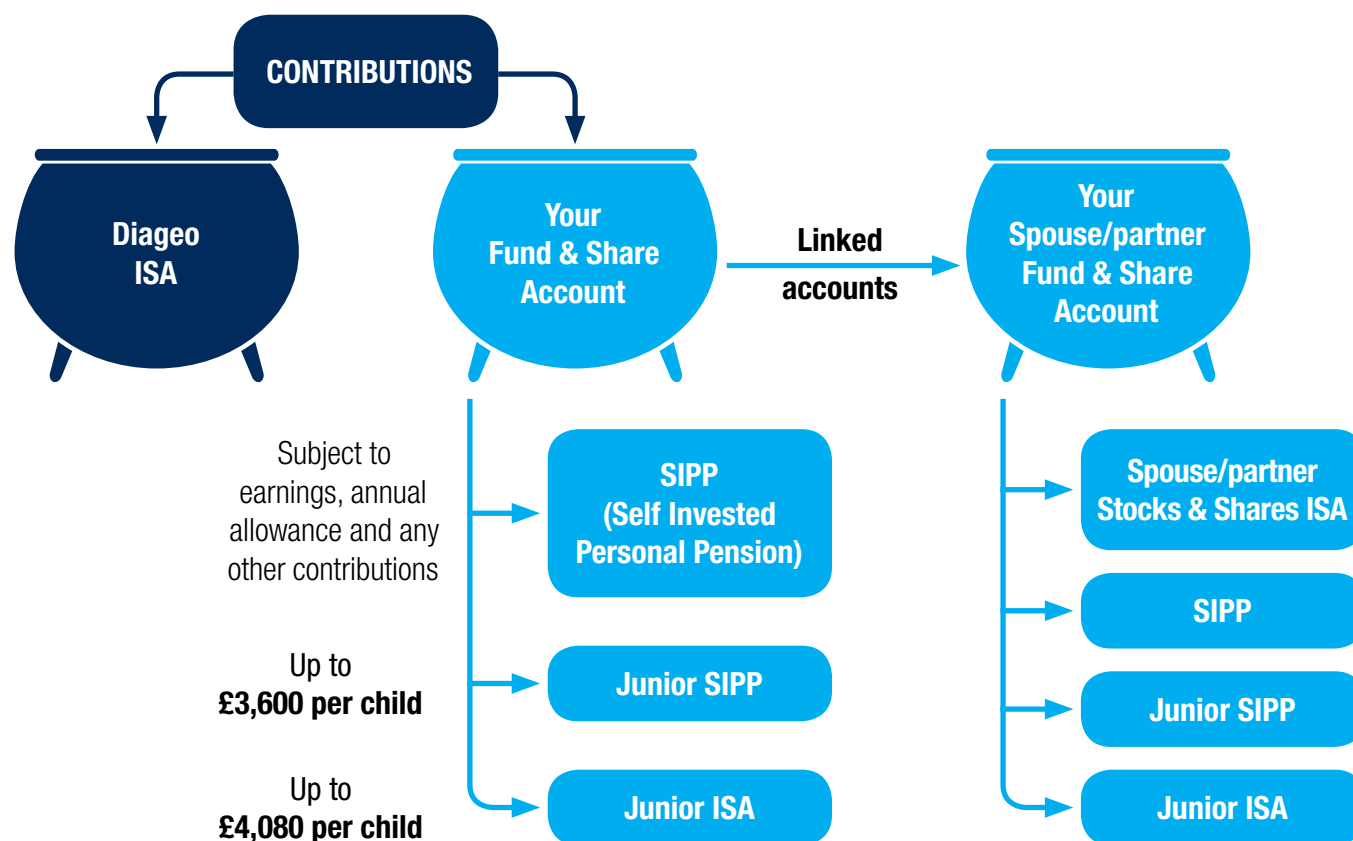 CONTRIBUTIONS
Diageo
ISA
Your
Fund & Share
Account
Linked
accounts
Your
Spouse/partner
Fund & Share
Account
Subject to
earnings, annual
allowance and any
other contributions
SIPP
(Self Invested
Personal Pension)
Up to
£3,600 per child
Junior SIPP
Up to
£4,080 per child
Junior ISA
Spouse/partner
Stocks & Shares ISA
SIPP
Junior SIPP
Junior ISA